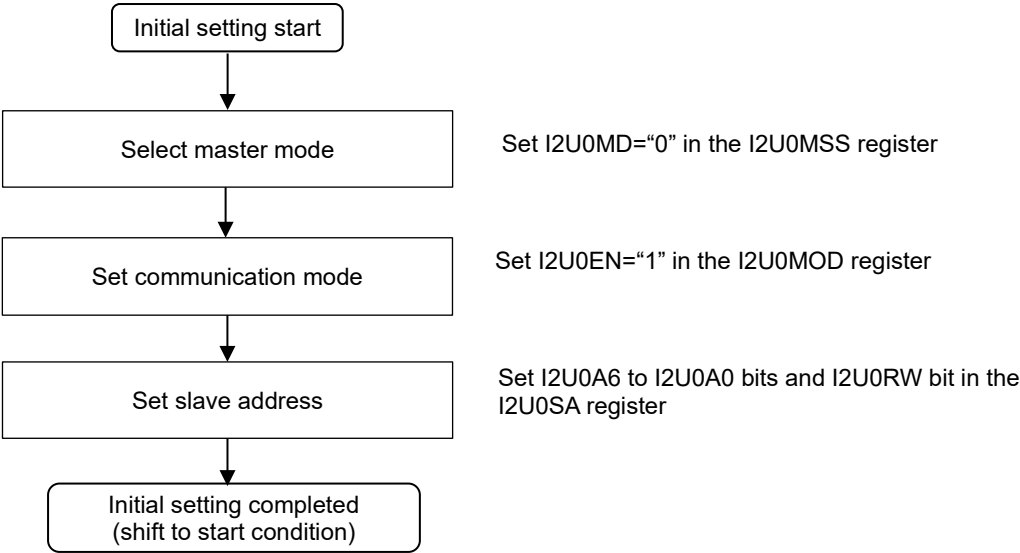 Initial setting start
Select master mode
Set I2U0MD=“0” in the I2U0MSS register
Set communication mode
Set I2U0EN=“1” in the I2U0MOD register
Set slave address
Set I2U0A6 to I2U0A0 bits and I2U0RW bit in the
I2U0SA register
Initial setting completed
(shift to start condition)